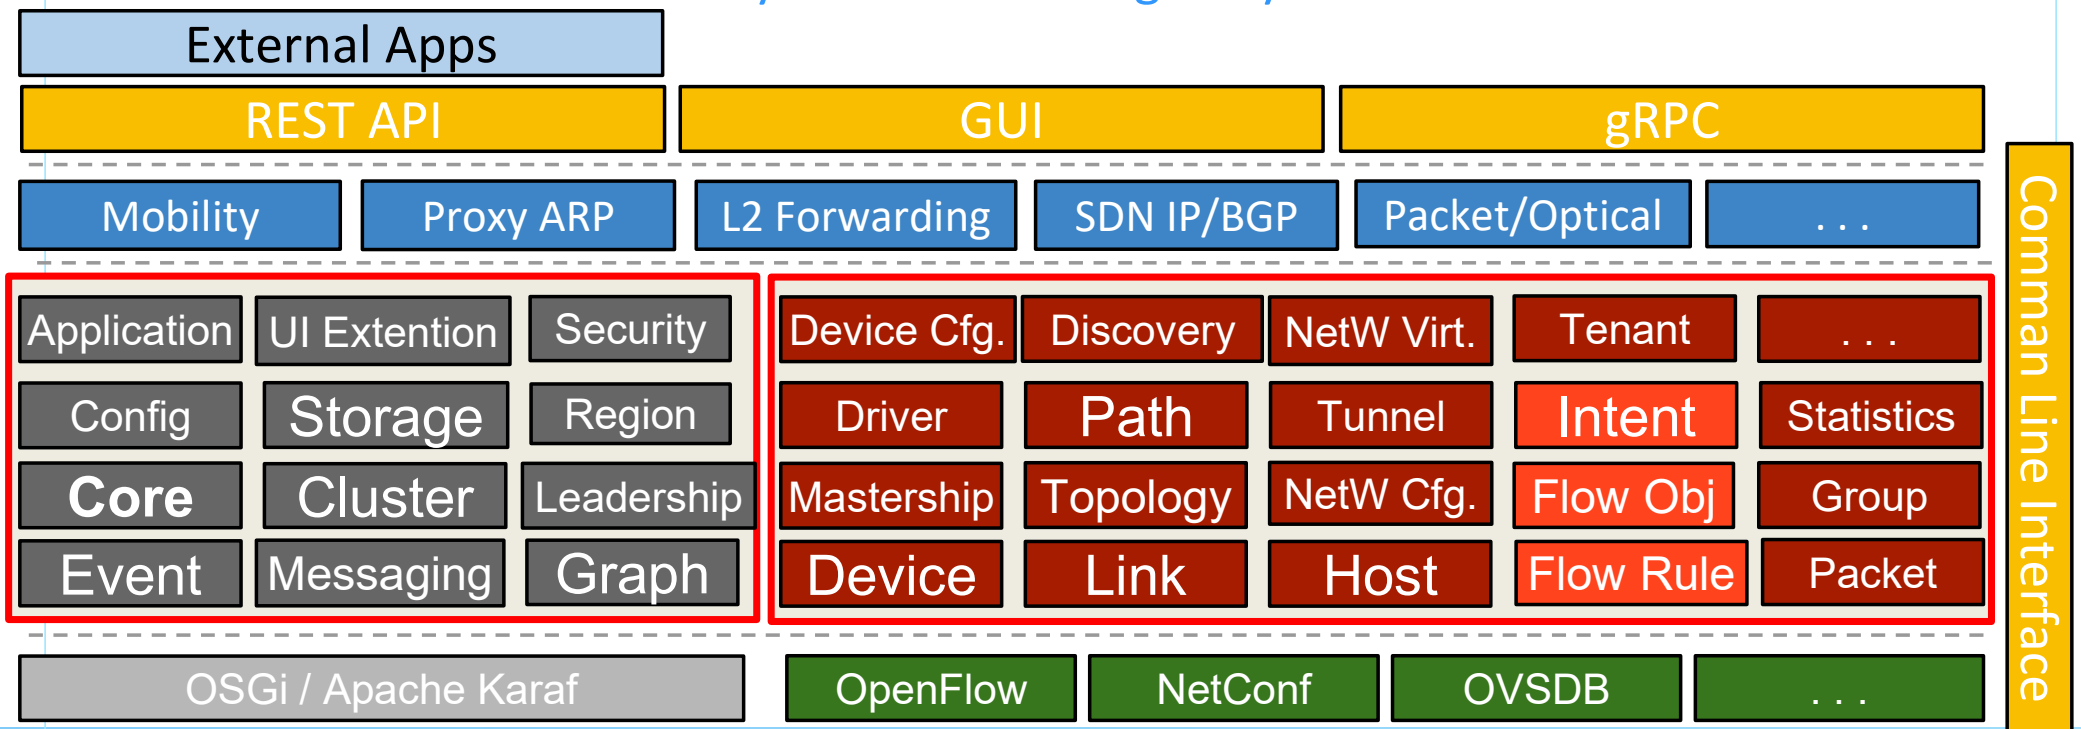 External Apps
REST API
GUI
gRPC
Mobility
Proxy ARP
L2 Forwarding
SDN IP/BGP
Packet/Optical
. . .
Application
UI Extention
Security
Config
Storage
Region
Core
Cluster
Leadership
Event
Messaging
Graph
Device Cfg.
Discovery
NetW Virt.
Tenant
. . .
Driver
Path
Tunnel
Intent
Statistics
Mastership
Topology
NetW Cfg.
Flow Obj
Group
Device
Link
Host
Flow Rule
Packet
OSGi / Apache Karaf
OpenFlow
NetConf
OVSDB
. . .
Comman Line Interface